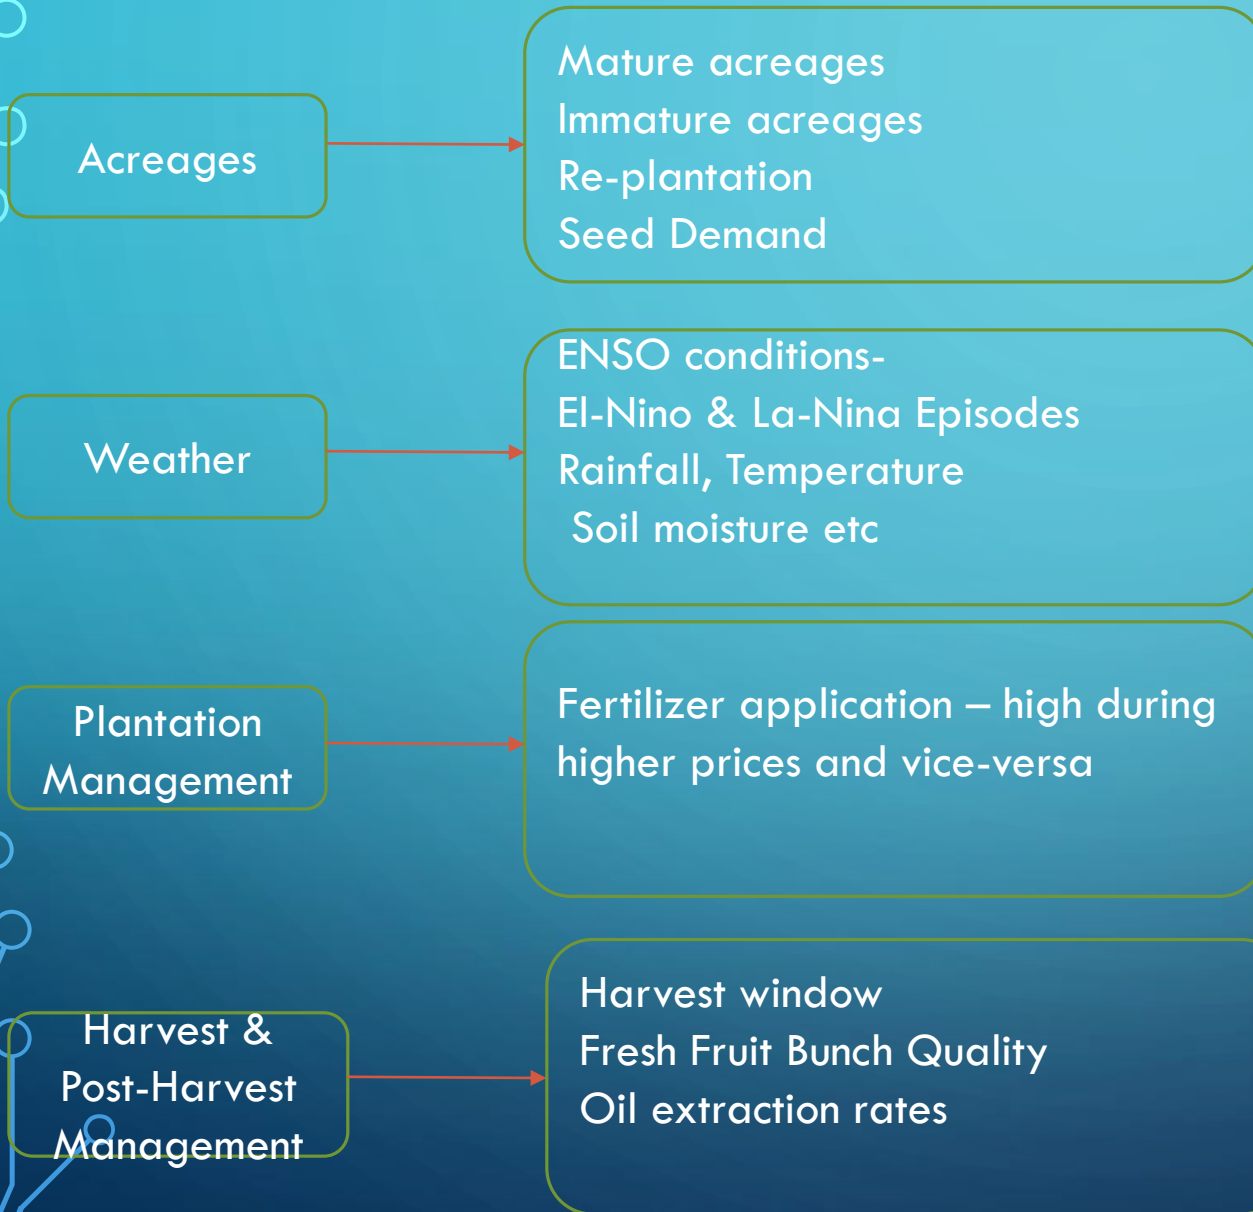 Acreages
Mature acreages
Immature acreages
Re-plantation
Seed Demand
Weather
ENSO conditions-
El-Nino & La-Nina Episodes
Rainfall, Temperature
Soil moisture etc
Plantation
Management
Fertilizer application – high during
higher prices and vice-versa
Harvest &
Post-Harvest
Management
Harvest window
Fresh Fruit Bunch Quality
Oil extraction rates